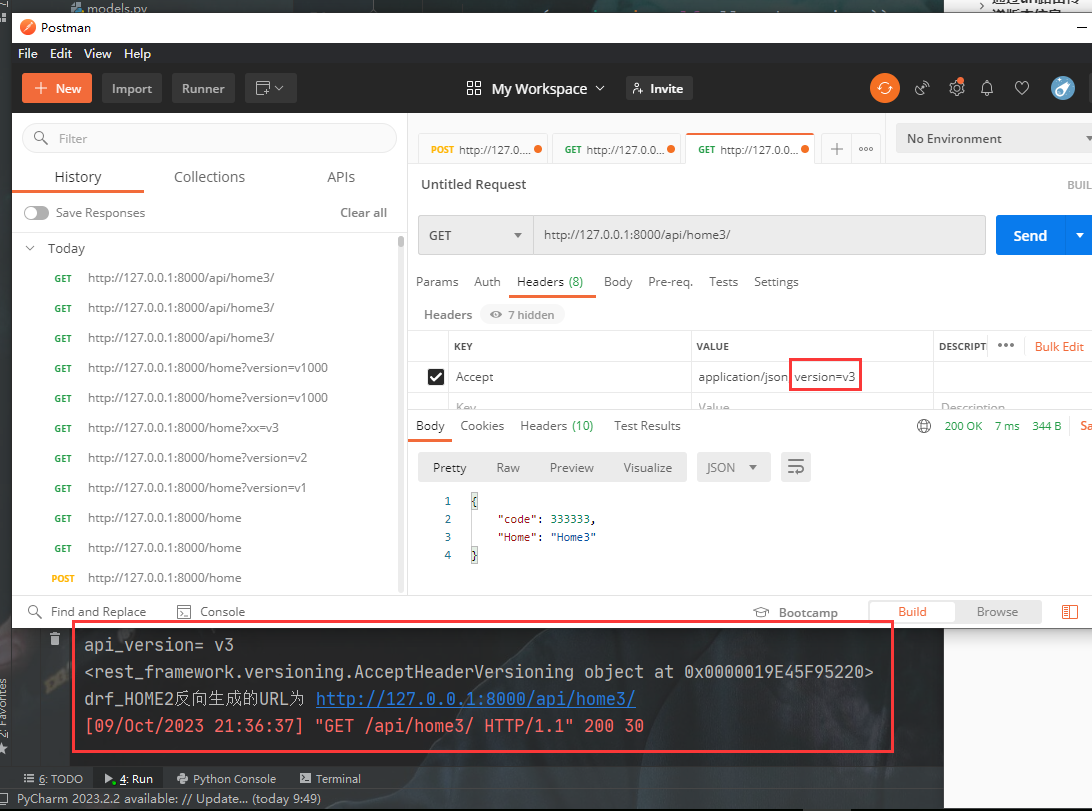 models.py
Postman
File Edit View Help
New Import Runner My Workspace Invite
Filter
History Collections APIs
Save Responses Clear all
Today
GET http://127.0.0.1:8000/api/home3/
GET http://127.0.0.1:8000/api/home3/
GET http://127.0.0.1:8000/api/home3/
GET http://127.0.0.1:8000/home?version=v1000
GET http://127.0.0.1:8000/home?version=v1000
GET http://127.0.0.1:8000/home?xx=v3
GET http://127.0.0.1:8000/home?version=v2
GET http://127.0.0.1:8000/home?version=v1
GET http://127.0.0.1:8000/home
GET http://127.0.0.1:8000/home
POST http://127.0.0.1:8000/home
POST http://127.0.... GET http://127.0.0... GET http://127.0.0... No Environment
Untitled Request BUIL
GET http://127.0.0.1:8000/api/home3/ Send
Params Auth Headers (8) Body Pre-req. Tests Settings
Headers 7 hidden
KEY VALUE DESCRIPT Bulk Edit
Accept application/json version=v3
Key Value Description
Body Cookies Headers (10) Test Results 200 OK 7 ms 344 B Sa
Pretty Raw Preview Visualize JSON
1 {
2 "code": 333333,
3 "Home": "Home3"
4 }
Find and Replace Console Bootcamp Build Browse
api_version= v3
<rest_framework.versioning.AcceptHeaderVersioning object at 0x0000019E45F95220>
drf_HOME2反向生成的URL为 http://127.0.0.1:8000/api/home3/
[09/Oct/2023 21:36:37] "GET /api/home3/ HTTP/1.1" 200 30
2: Favorites
6: TODO 4: Run Python Console Terminal
PyCharm 2023.2.2 available: // Update... (today 9:49)